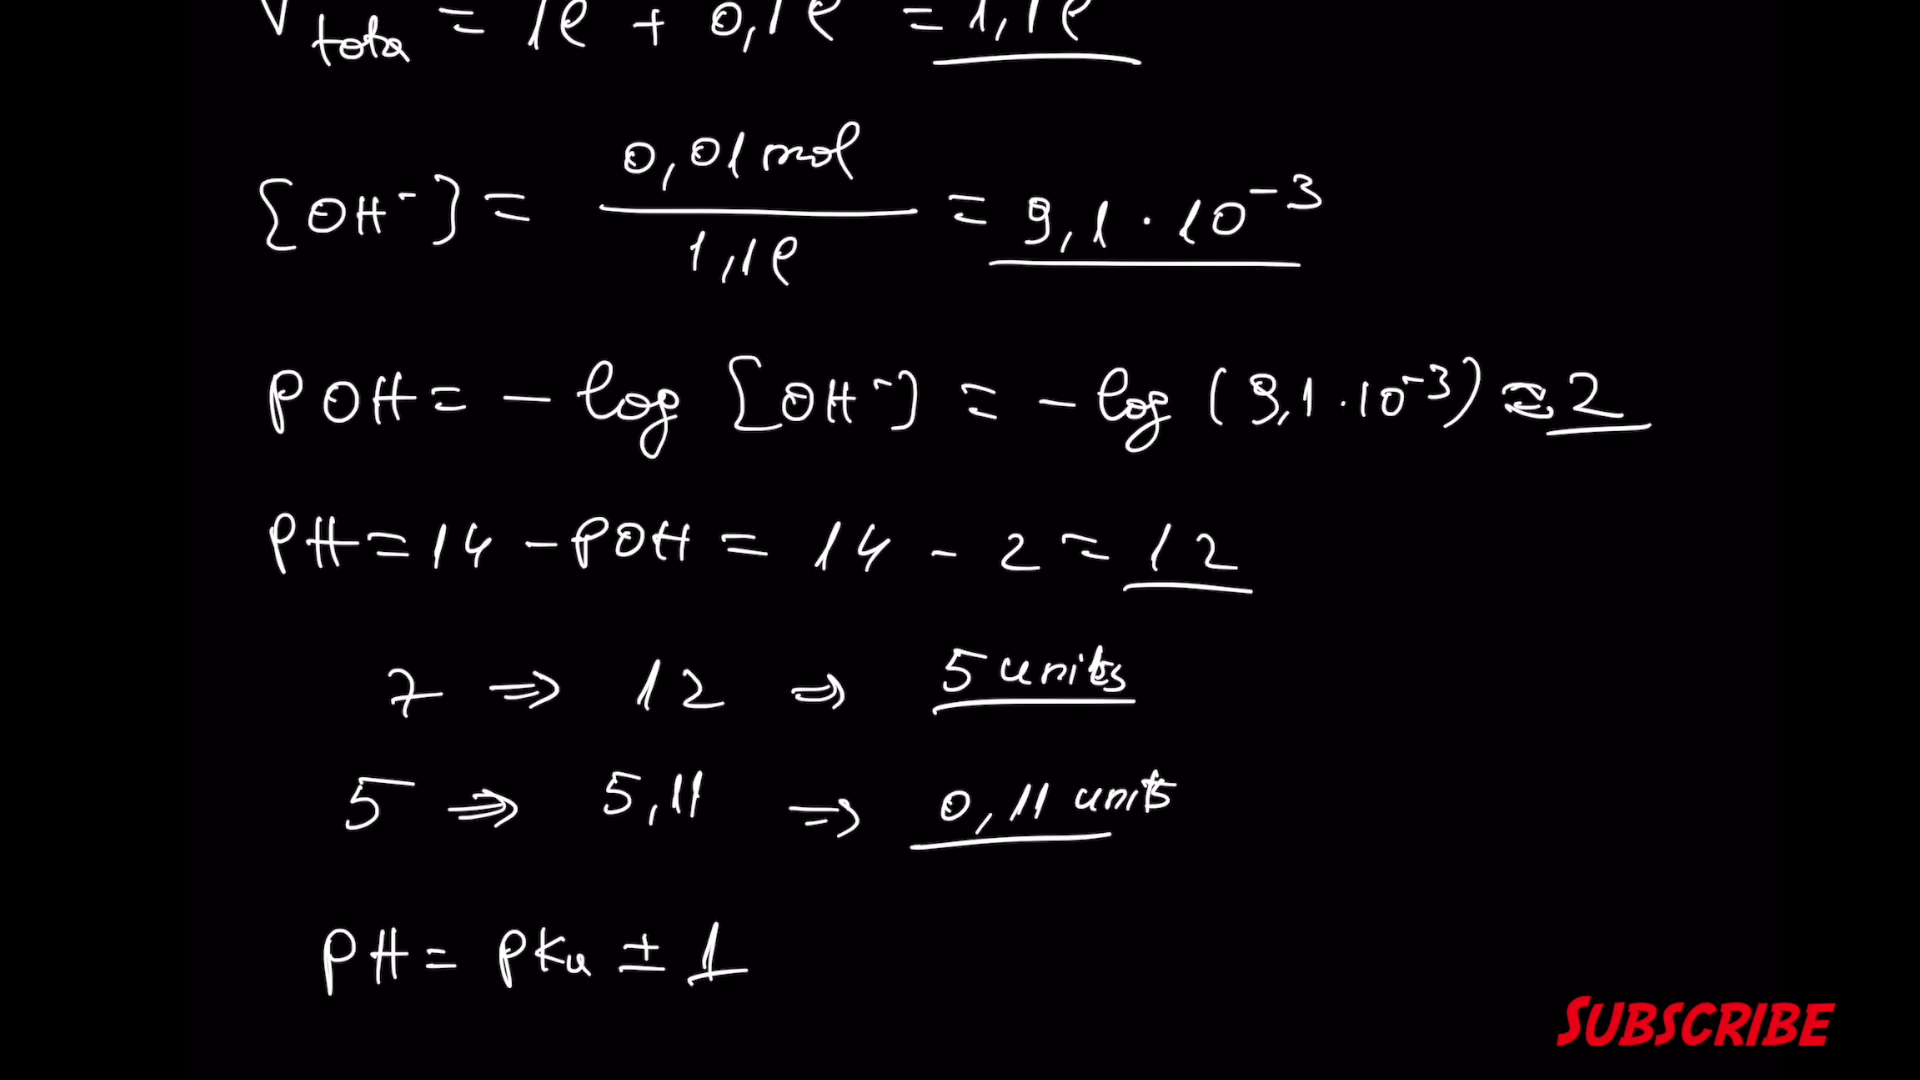 V tota = 1l + 0,1l = 1,1l
[OH⁻] = 0,01 mol / 1,1l = 9,1 · 10⁻³
POH = - log [OH⁻] = - log (9,1 · 10⁻³) ≈ 2
PH = 14 - POH = 14 - 2 = 12
7 ⇒ 12 ⇒ 5 units
5 ⇒ 5,11 ⇒ 0,11 units
PH = Pka ± 1
SUBSCRIBE